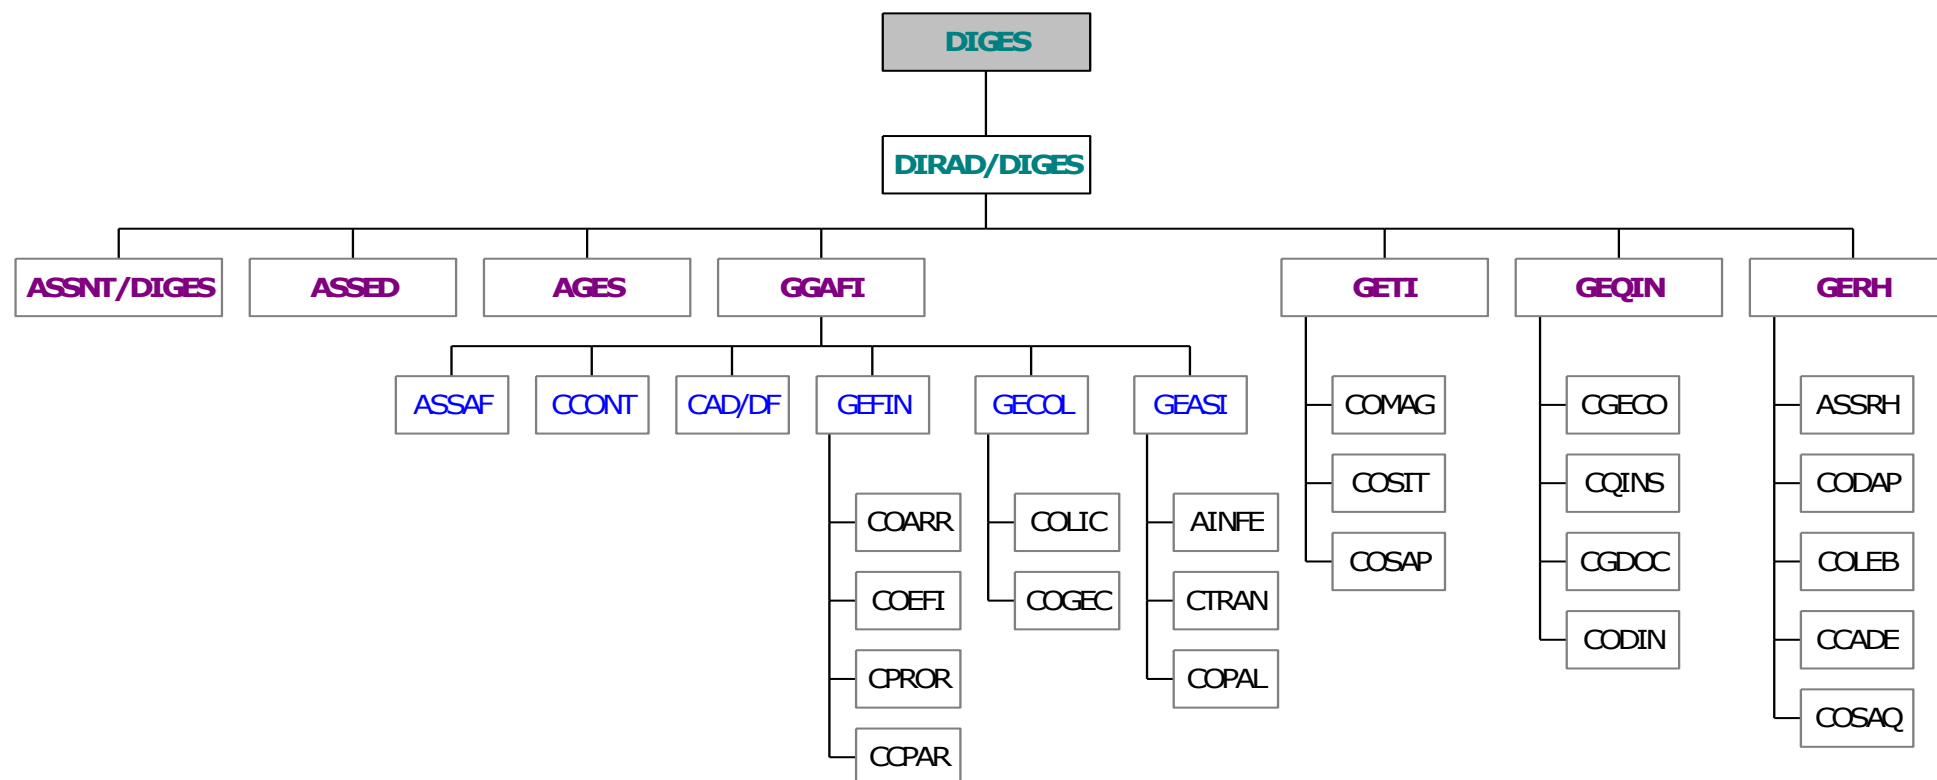 DIGES
DIRAD/DIGES
ASSNT/DIGES
ASSED
AGES
GGAFI
GETI
GEQIN
GERH
ASSAF
CCONT
CAD/DF
GEFIN
GECOL
GEASI
COMAG
CGECO
ASSRH
COSIT
CQINS
CODAP
COARR
COLIC
AINFE
COSAP
CGDOC
COLEB
COEFI
COGEC
CTRAN
CODIN
CCADE
CPROR
COPAL
COSAQ
CCPAR